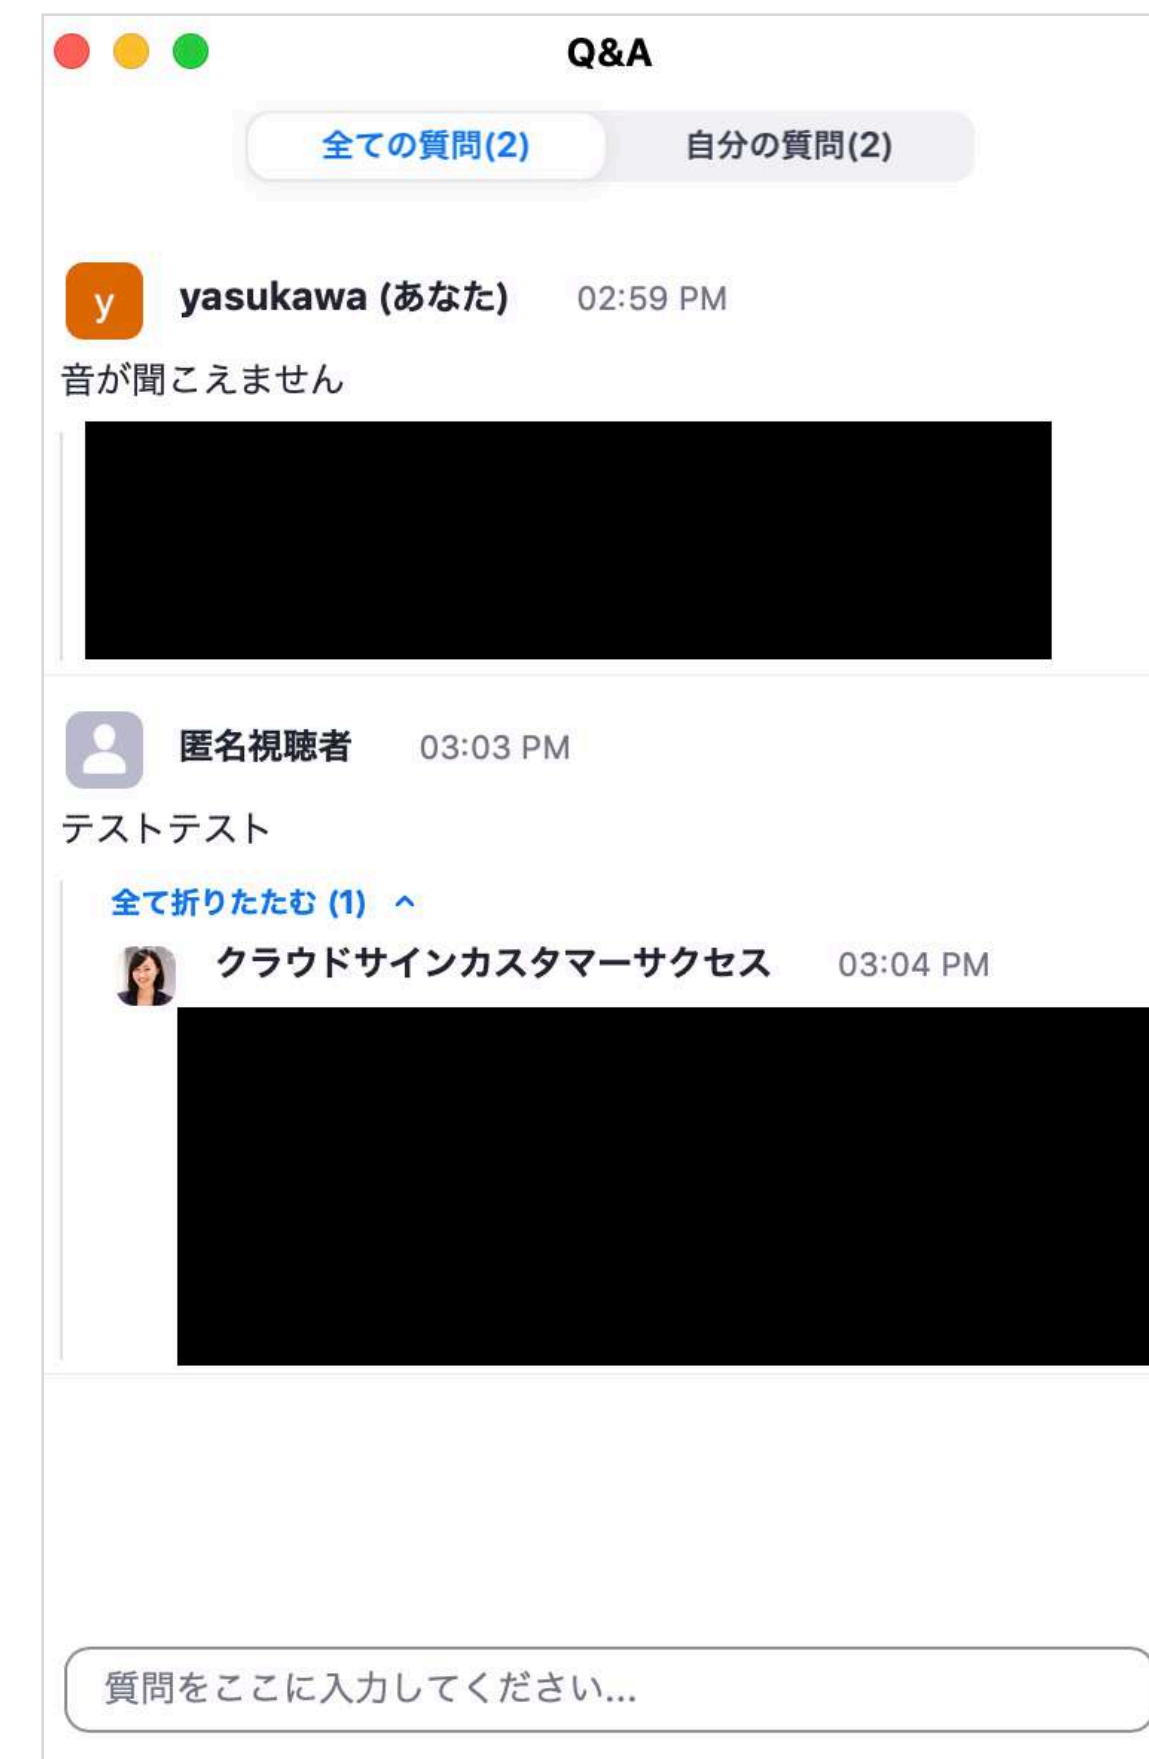 Q&A
全ての質問(2) 自分の質問(2)
y yasukawa (あなた) 02:59 PM
音が聞こえません
匿名視聴者 03:03 PM
テストテスト
全て折りたたむ (1)
クラウドサインカスタマーサクセス 03:04 PM
質問をここに入力してください...